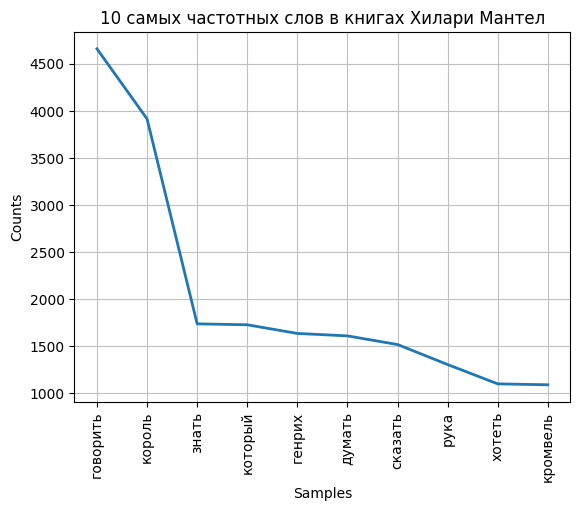 10 самых частотных слов в книгах Хилари Мантел
Counts
4500
4000
3500
3000
2500
2000
1500
1000
говорить
король
знать
который
генрих
думать
сказать
рука
хотеть
кромвель
Samples